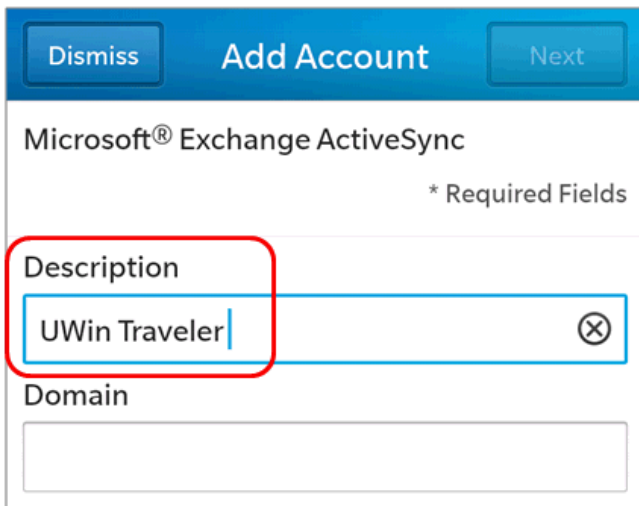 Dismiss Add Account Next
Microsoft® Exchange ActiveSync
* Required Fields
Description
UWin Traveler
Domain